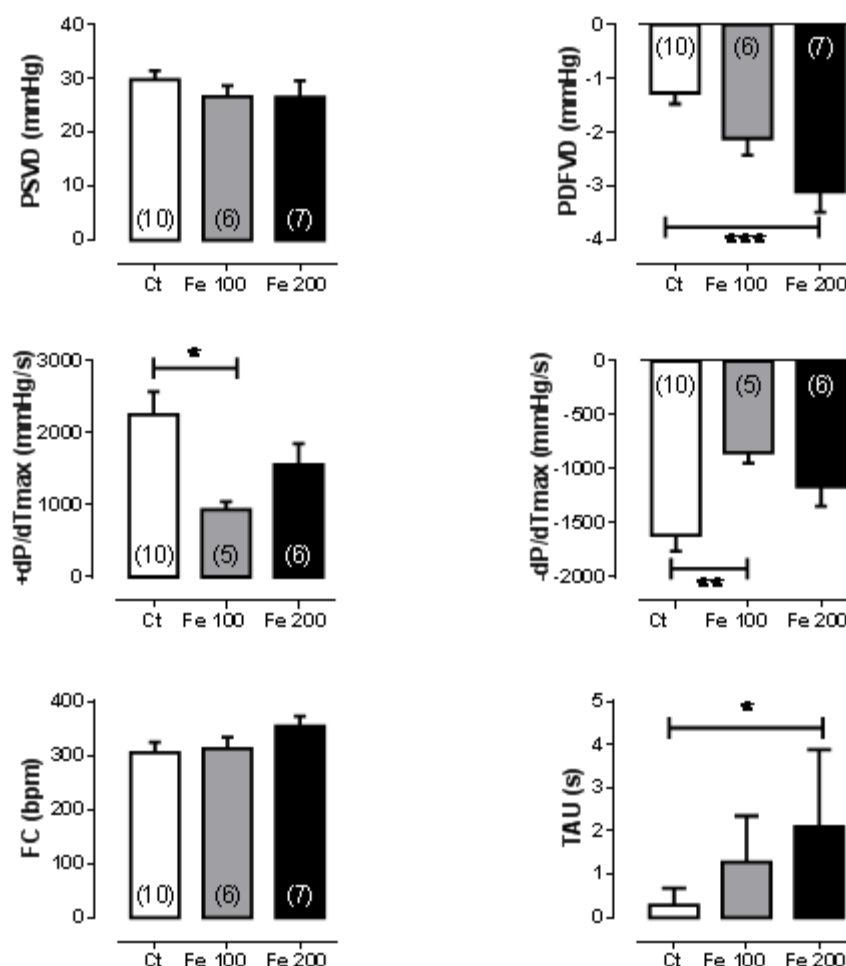 PSVD (mmHg)
40
30
20
10
0
(10) (6) (7)
Ct Fe 100 Fe 200
PDFVD (mmHg)
0
-1
-2
-3
-4
(10) (6) (7)
***
Ct Fe 100 Fe 200
+dP/dTmax (mmHg/s)
3000
2000
1000
0
*
(10) (5) (6)
Ct Fe 100 Fe 200
-dP/dTmax (mmHg/s)
0
-500
-1000
-1500
-2000
(10) (5) (6)
**
Ct Fe 100 Fe 200
FC (bpm)
400
300
200
100
0
(10) (6) (7)
Ct Fe 100 Fe 200
TAU (s)
5
4
3
2
1
0
*
Ct Fe 100 Fe 200